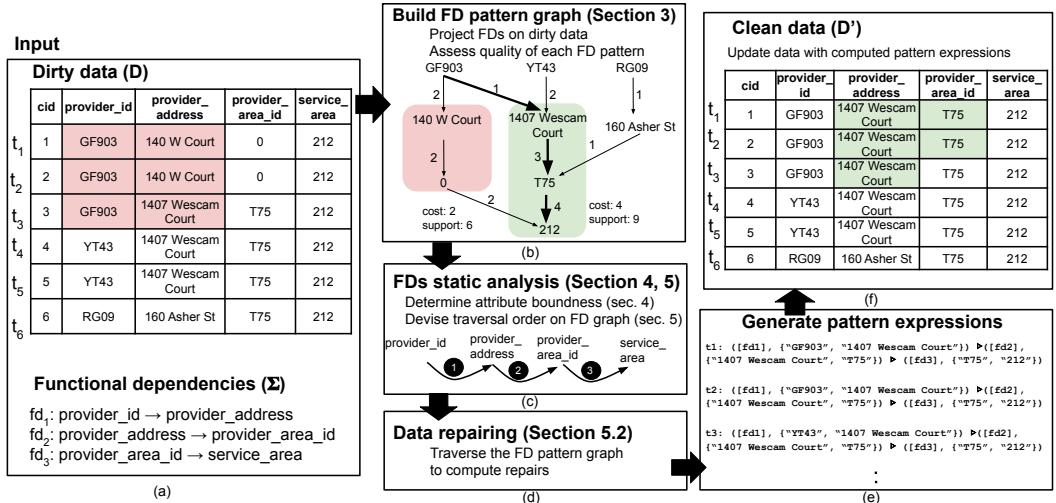 Input
Dirty data (D)
cid provider_id provider_address provider_area_id service_area
t1 1 GF903 140 W Court 0 212
t2 2 GF903 140 W Court 0 212
t3 3 GF903 1407 Wescam Court T75 212
t4 4 YT43 1407 Wescam Court T75 212
t5 5 YT43 1407 Wescam Court T75 212
t6 6 RG09 160 Asher St T75 212
Functional dependencies (Σ)
fd1: provider_id → provider_address
fd2: provider_address → provider_area_id
fd3: provider_area_id → service_area
(a)
Build FD pattern graph (Section 3)
Project FDs on dirty data
Assess quality of each FD pattern
GF903 YT43 RG09
2 1 2 1
140 W Court 1407 Wescam Court 160 Asher St
2 3 1
0 T75
2 4
cost: 2 support: 6
cost: 4 support: 9
212
(b)
FDs static analysis (Section 4, 5)
Determine attribute boundness (sec. 4)
Devise traversal order on FD graph (sec. 5)
provider_id provider_address provider_area_id service_area
1 2 3
(c)
Data repairing (Section 5.2)
Traverse the FD pattern graph
to compute repairs
(d)
Clean data (D’)
Update data with computed pattern expressions
cid provider_id provider_address provider_area_id service_area
t1 1 GF903 1407 Wescam Court T75 212
t2 2 GF903 1407 Wescam Court T75 212
t3 3 GF903 1407 Wescam Court T75 212
t4 4 YT43 1407 Wescam Court T75 212
t5 5 YT43 1407 Wescam Court T75 212
t6 6 RG09 160 Asher St T75 212
(f)
Generate pattern expressions
t1: ([fd1], {“GF903”, “1407 Wescam Court”}) ▷([fd2],
{“1407 Wescam Court”, “T75”}) ▷ ([fd3], {“T75”, “212”})
t2: ([fd1], {“GF903”, “1407 Wescam Court”}) ▷([fd2],
{“1407 Wescam Court”, “T75”}) ▷ ([fd3], {“T75”, “212”})
t3: ([fd1], {“YT43”, “1407 Wescam Court”}) ▷([fd2],
{“1407 Wescam Court”, “T75”}) ▷ ([fd3], {“T75”, “212”})
:
(e)